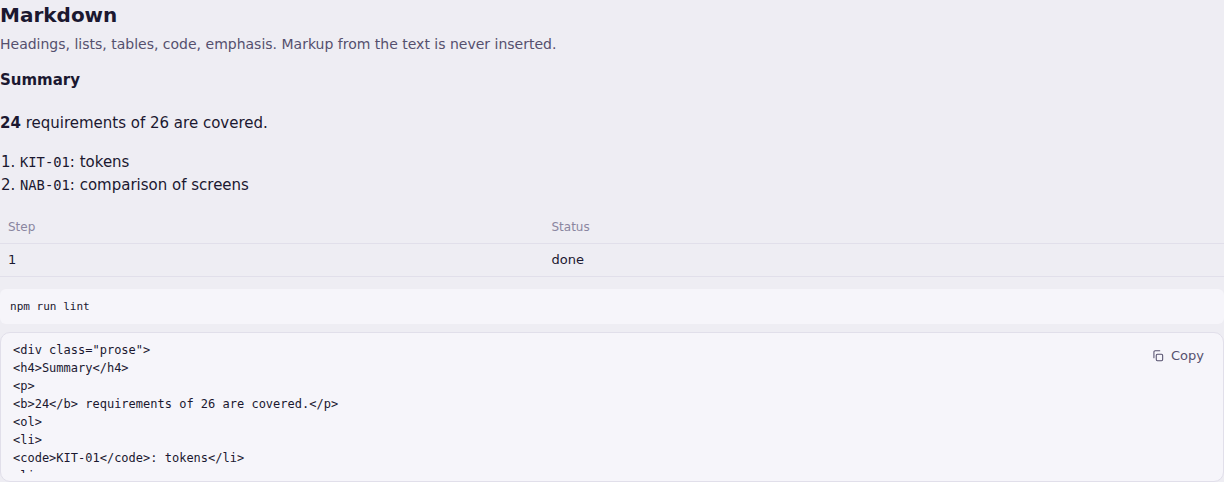 Markdown
Headings, lists, tables, code, emphasis. Markup from the text is never inserted.
Summary
24 requirements of 26 are covered.
1. KIT-01: tokens
2. NAB-01: comparison of screens
Step Status
1 done
npm run lint
Copy
<div class="prose">
<h4>Summary</h4>
<p>
<b>24</b> requirements of 26 are covered.</p>
<ol>
<li>
<code>KIT-01</code>: tokens</li>